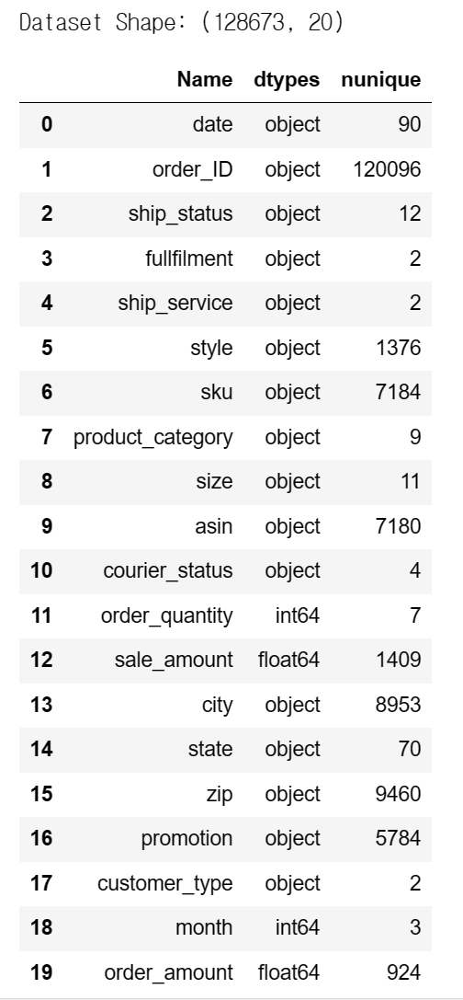 Dataset Shape: (128673, 20)
Name dtypes nunique
0 date object 90
1 order_ID object 120096
2 ship_status object 12
3 fullfilment object 2
4 ship_service object 2
5 style object 1376
6 sku object 7184
7 product_category object 9
8 size object 11
9 asin object 7180
10 courier_status object 4
11 order_quantity int64 7
12 sale_amount float64 1409
13 city object 8953
14 state object 70
15 zip object 9460
16 promotion object 5784
17 customer_type object 2
18 month int64 3
19 order_amount float64 924